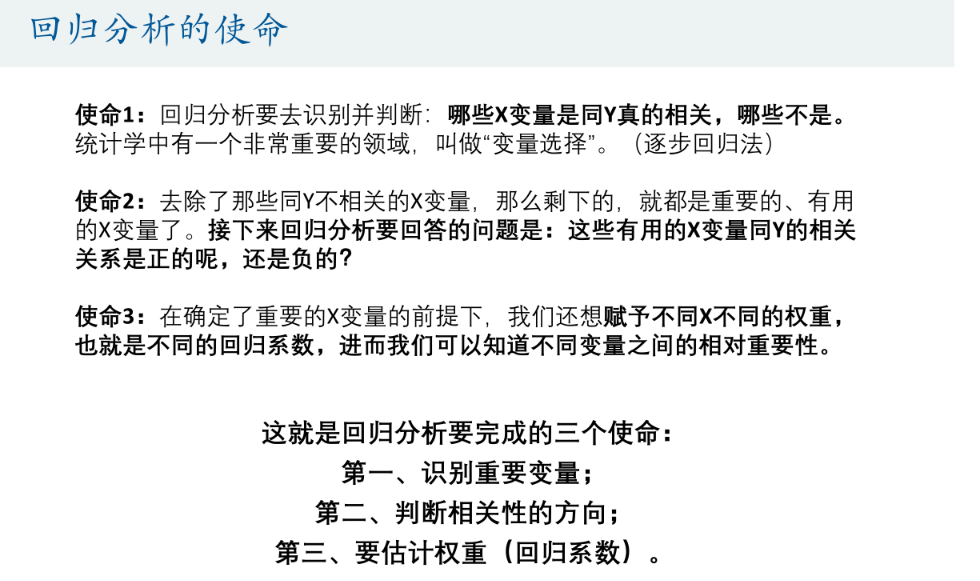 回归分析的使命
使命1：回归分析要去识别并判断：哪些X变量是同Y真的相关，哪些不是。
统计学中有一个非常重要的领域，叫做“变量选择”。（逐步回归法）
使命2：去除了那些同Y不相关的X变量，那么剩下的，就都是重要的、有用
的X变量了。接下来回归分析要回答的问题是：这些有用的X变量同Y的相关
关系是正的呢，还是负的？
使命3：在确定了重要的X变量的前提下，我们还想赋予不同X不同的权重，
也就是不同的回归系数，进而我们可以知道不同变量之间的相对重要性。
这就是回归分析要完成的三个使命：
第一、识别重要变量；
第二、判断相关性的方向；
第三、要估计权重（回归系数）。